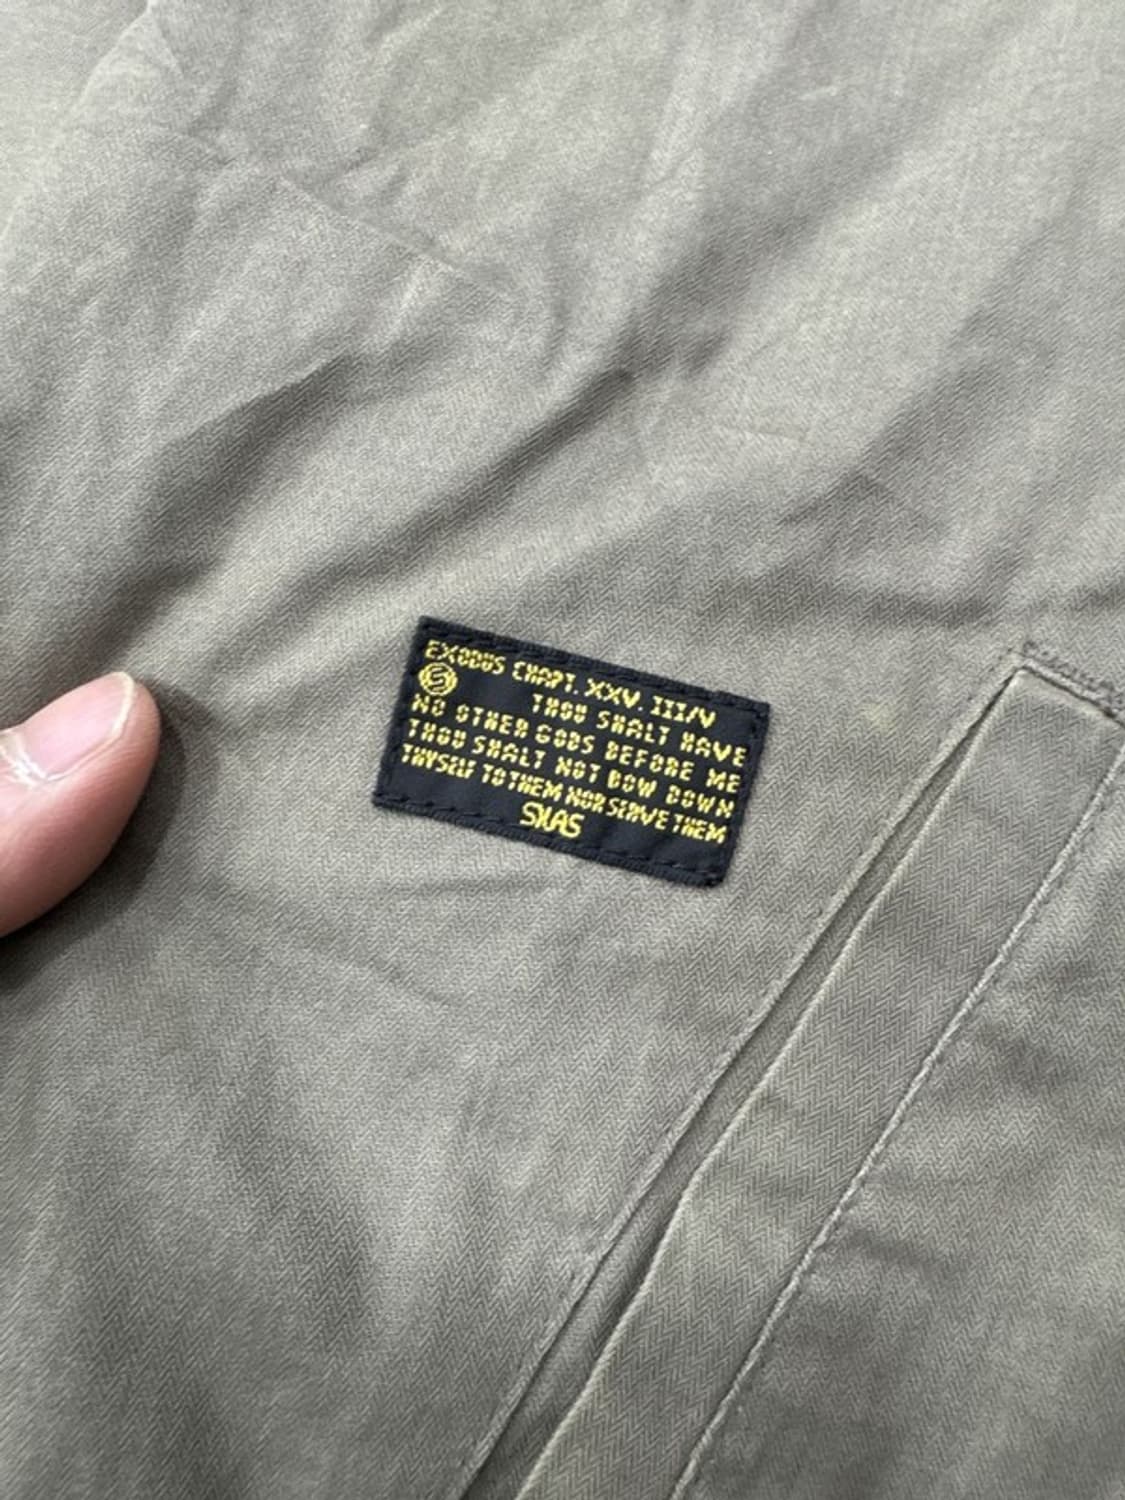 EXODUS CHAPT. XXV. III/V
THOU SHALT HAVE
NO OTHER GODS BEFORE ME
THOU SHALT NOT BOW DOWN
THYSELF TO THEM NOR SERVE THEM
SXAS